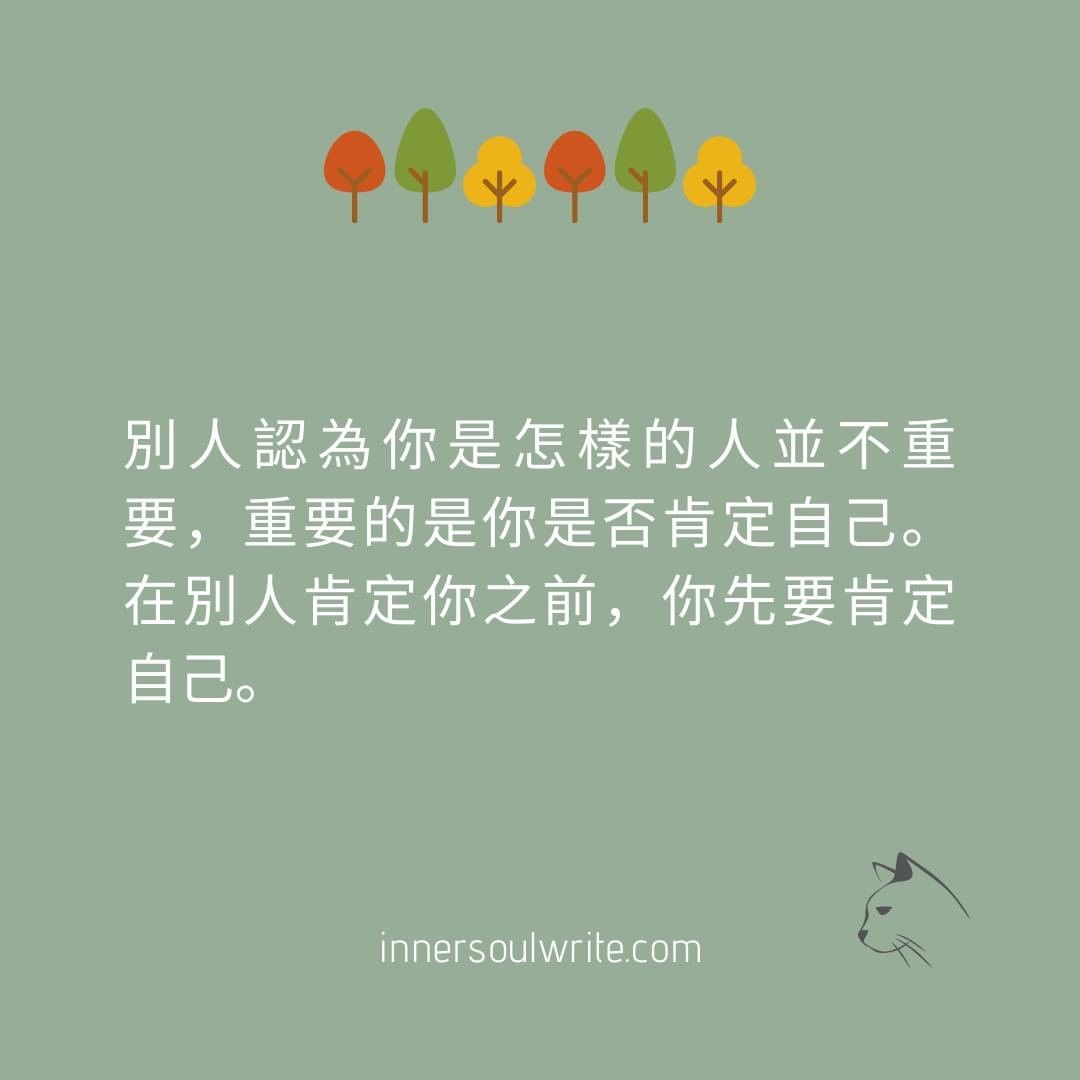 別人認為你是怎樣的人並不重
要，重要的是你是否肯定自己。
在別人肯定你之前，你先要肯定
自己。
innersoulwrite.com